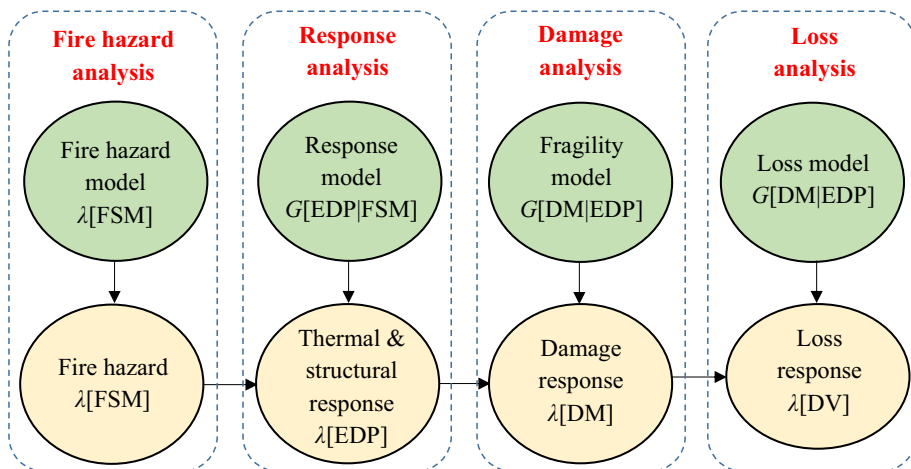 Fire hazard
analysis
Fire hazard
model
λ[FSM]
Fire hazard
λ[FSM]
Response
analysis
Response
model
G[EDP|FSM]
Thermal &
structural
response
λ[EDP]
Damage
analysis
Fragility
model
G[DM|EDP]
Damage
response
λ[DM]
Loss
analysis
Loss model
G[DM|EDP]
Loss
response
λ[DV]